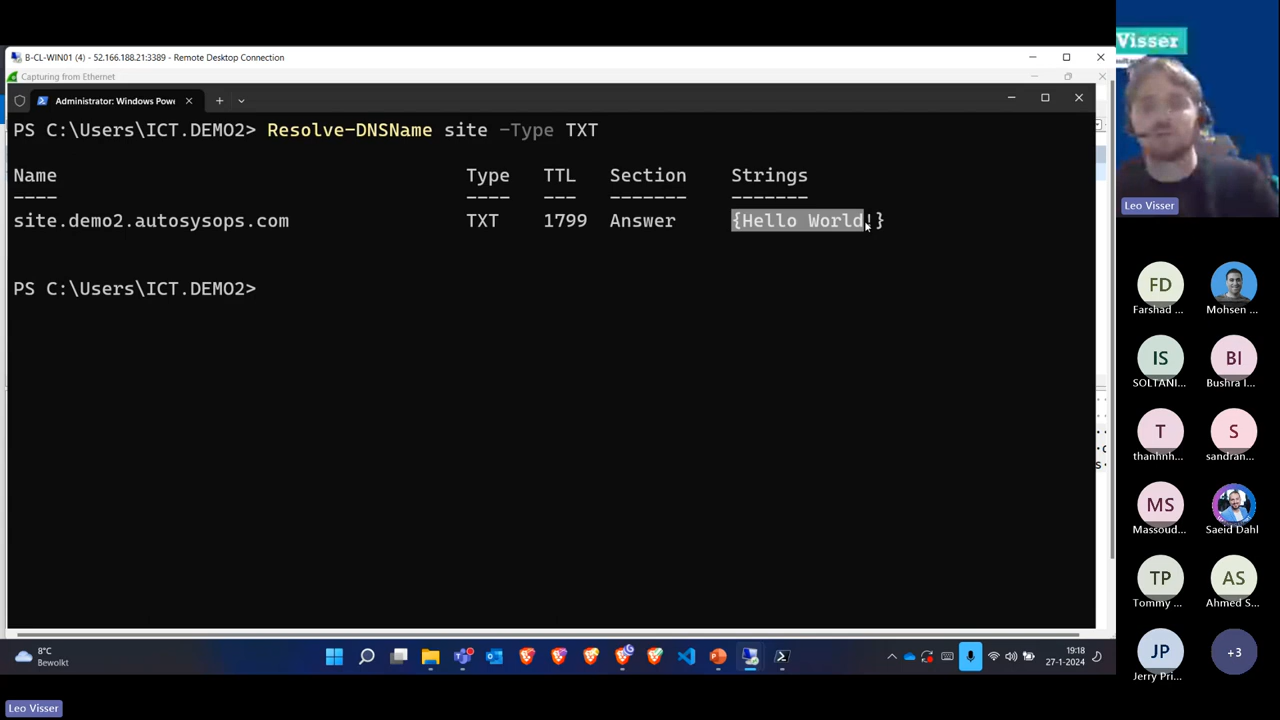 B-CL-WIN01 (4) - 52.166.188.21:3389 - Remote Desktop Connection
Capturing from Ethernet
Administrator: Windows Pow
PS C:\Users\ICT.DEMO2> Resolve-DNSName site -Type TXT
Name Type TTL Section Strings
---- ---- --- ------- -------
site.demo2.autosysops.com TXT 1799 Answer {Hello World!}
PS C:\Users\ICT.DEMO2>
8°C
Bewolkt
19:18
27-1-2024
Leo Visser
Visser
Leo Visser
FD
Farshad ...
Mohsen ...
IS
SOLTANI...
BI
Bushra I...
T
thanhnh...
S
sandran...
MS
Massoud...
Saeid Dahl
TP
Tommy ...
AS
Ahmed S...
JP
Jerry Pri...
+3